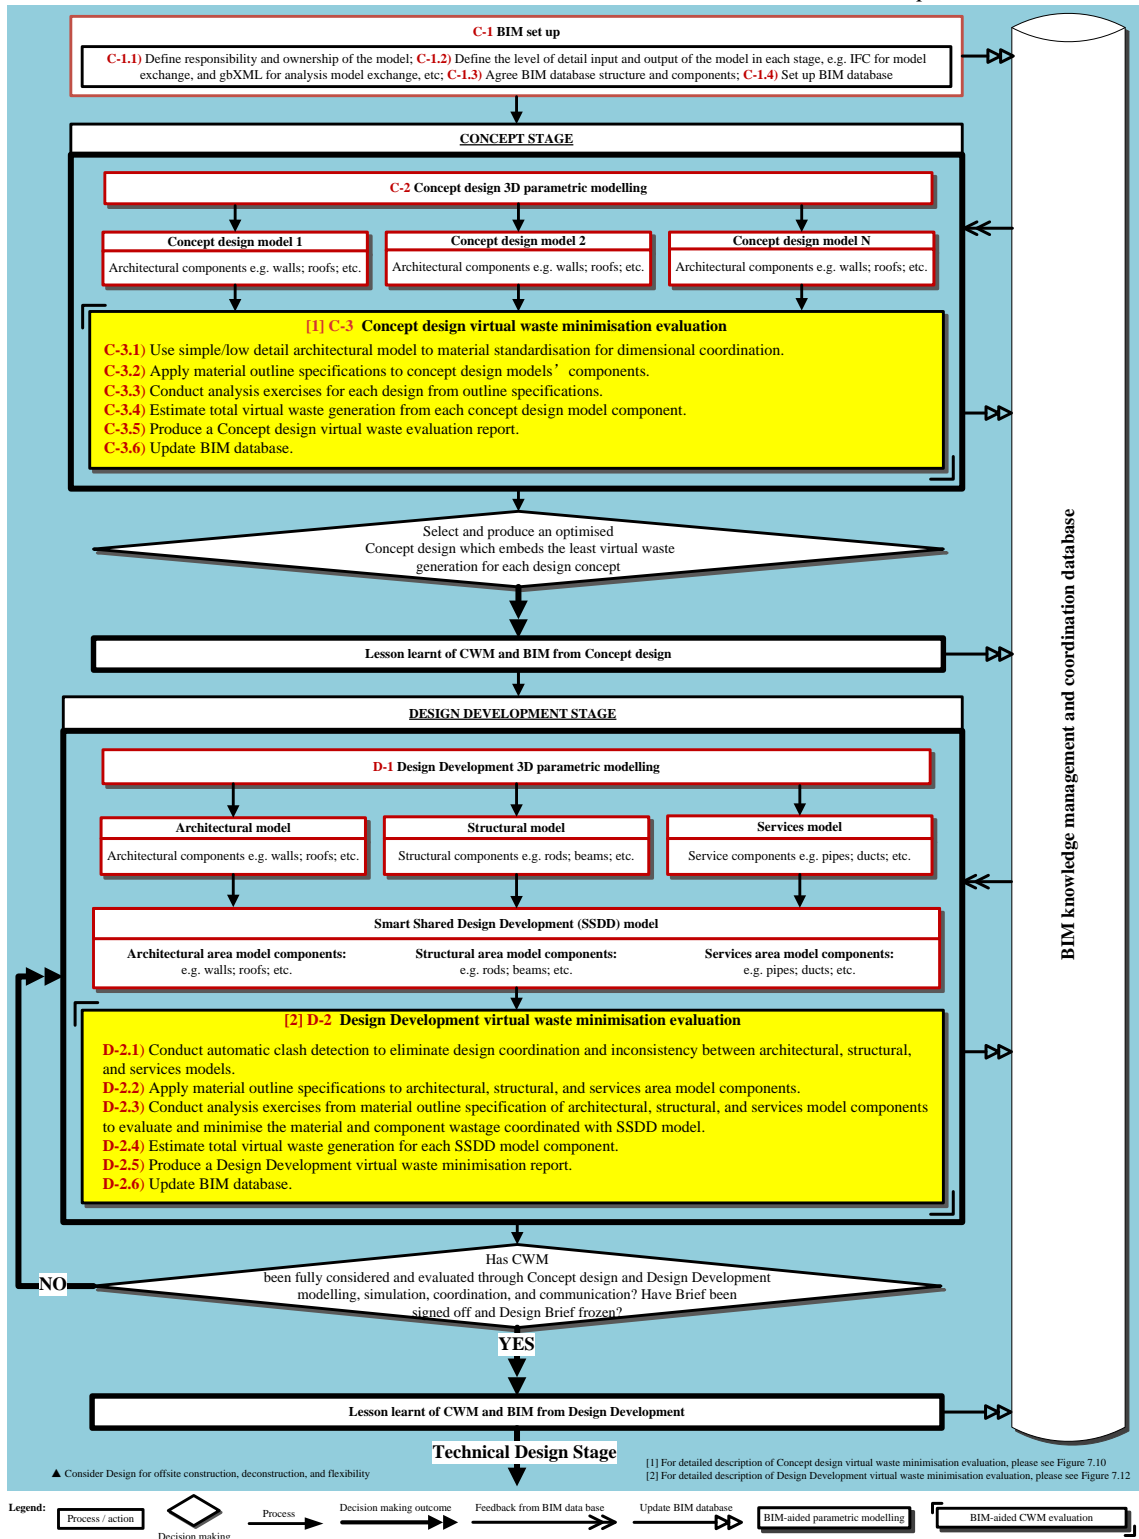 C-1 BIM set up
C-1.1) Define responsibility and ownership of the model; C-1.2) Define the level of detail input and output of the model in each stage, e.g. IFC for model
exchange, and gbXML for analysis model exchange, etc; C-1.3) Agree BIM database structure and components; C-1.4) Set up BIM database
CONCEPT STAGE
C-2 Concept design 3D parametric modelling
Concept design model 1
Architectural components e.g. walls; roofs; etc.
Concept design model 2
Architectural components e.g. walls; roofs; etc.
Concept design model N
Architectural components e.g. walls; roofs; etc.
[1] C-3 Concept design virtual waste minimisation evaluation
C-3.1) Use simple/low detail architectural model to material standardisation for dimensional coordination.
C-3.2) Apply material outline specifications to concept design models’ components.
C-3.3) Conduct analysis exercises for each design from outline specifications.
C-3.4) Estimate total virtual waste generation from each concept design model component.
C-3.5) Produce a Concept design virtual waste evaluation report.
C-3.6) Update BIM database.
Select and produce an optimised
Concept design which embeds the least virtual waste
generation for each design concept
Lesson learnt of CWM and BIM from Concept design
DESIGN DEVELOPMENT STAGE
D-1 Design Development 3D parametric modelling
Architectural model
Architectural components e.g. walls; roofs; etc.
Structural model
Structural components e.g. rods; beams; etc.
Services model
Service components e.g. pipes; ducts; etc.
Smart Shared Design Development (SSDD) model
Architectural area model components:
e.g. walls; roofs; etc.
Structural area model components:
e.g. rods; beams; etc.
Services area model components:
e.g. pipes; ducts; etc.
[2] D-2 Design Development virtual waste minimisation evaluation
D-2.1) Conduct automatic clash detection to eliminate design coordination and inconsistency between architectural, structural,
and services models.
D-2.2) Apply material outline specifications to architectural, structural, and services area model components.
D-2.3) Conduct analysis exercises from material outline specification of architectural, structural, and services model components
to evaluate and minimise the material and component wastage coordinated with SSDD model.
D-2.4) Estimate total virtual waste generation for each SSDD model component.
D-2.5) Produce a Design Development virtual waste minimisation report.
D-2.6) Update BIM database.
Has CWM
been fully considered and evaluated through Concept design and Design Development
modelling, simulation, coordination, and communication? Have Brief been
signed off and Design Brief frozen?
NO
YES
Lesson learnt of CWM and BIM from Design Development
Technical Design Stage
BIM knowledge management and coordination database
▲ Consider Design for offsite construction, deconstruction, and flexibility
[1] For detailed description of Concept design virtual waste minimisation evaluation, please see Figure 7.10
[2] For detailed description of Design Development virtual waste minimisation evaluation, please see Figure 7.12
Legend:
Process / action
Decision making
Process
Decision making outcome
Feedback from BIM data base
Update BIM database
BIM-aided parametric modelling
BIM-aided CWM evaluation